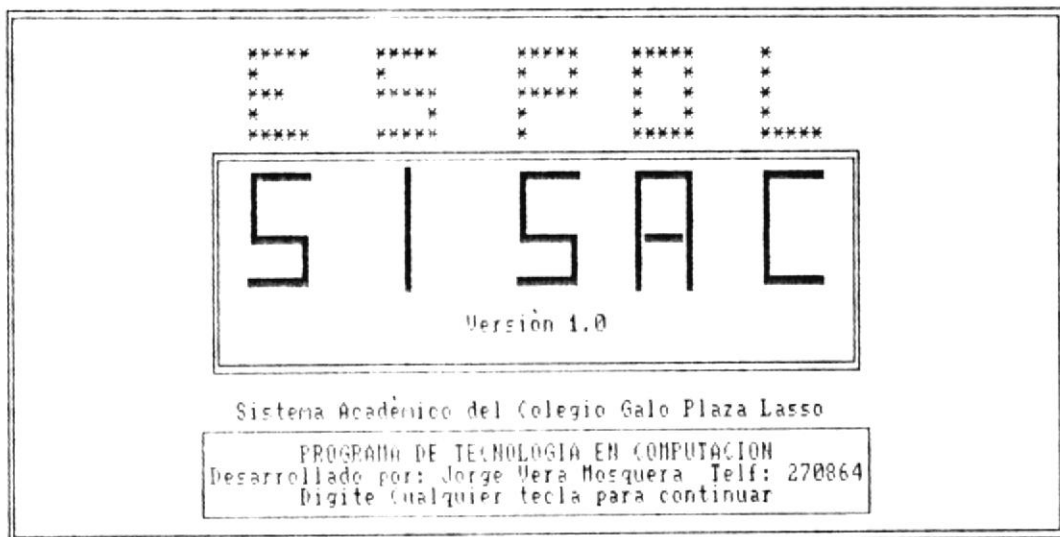 ESPOL
SISAC
Versiòn 1.0
Sistema Acadèmico del Colegio Galo Plaza Lasso
PROGRAMA DE TECNOLOGIA EN COMPUTACION
Desarrollado por: Jorge Vera Mosquera Telf: 270864
Digite Cualquier tecla para continuar